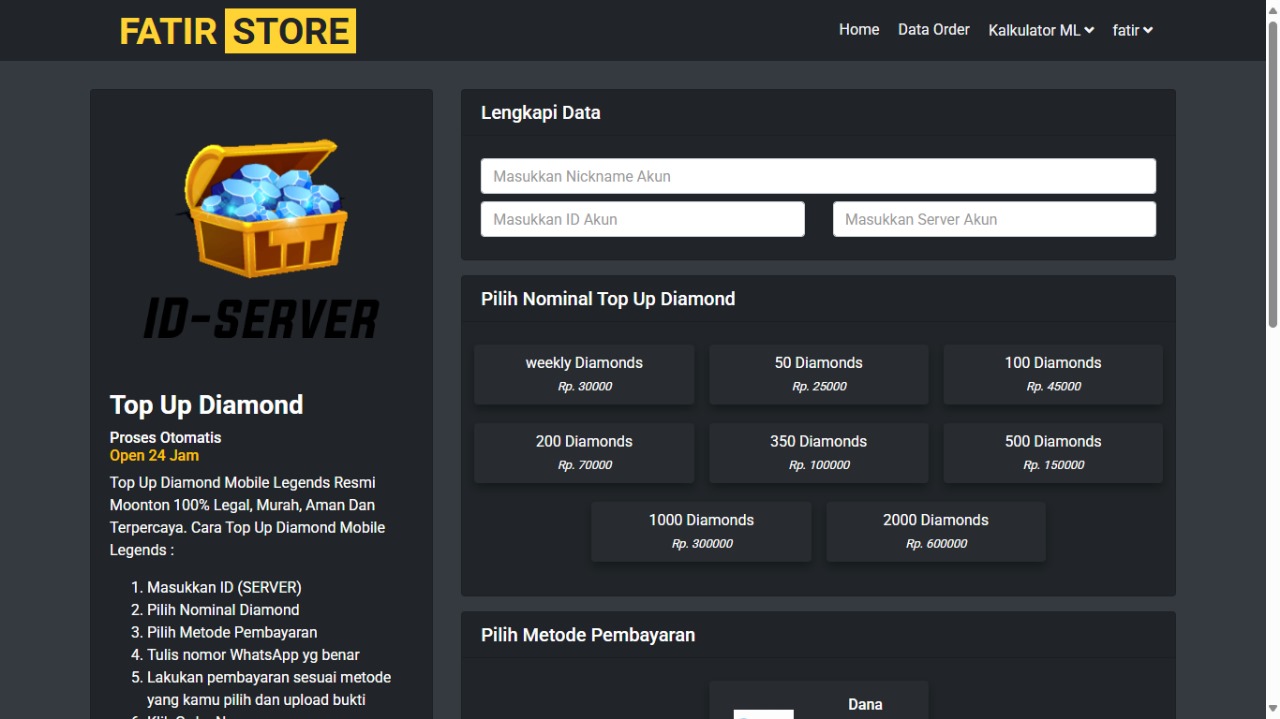 FATIR STORE
Home
Data Order
Kalkulator ML
fatir
ID-SERVER
Top Up Diamond
Proses Otomatis
Open 24 Jam
Top Up Diamond Mobile Legends Resmi
Moonton 100% Legal, Murah, Aman Dan
Terpercaya. Cara Top Up Diamond Mobile
Legends :
1. Masukkan ID (SERVER)
2. Pilih Nominal Diamond
3. Pilih Metode Pembayaran
4. Tulis nomor WhatsApp yg benar
5. Lakukan pembayaran sesuai metode
yang kamu pilih dan upload bukti
Lengkapi Data
Masukkan Nickname Akun
Masukkan ID Akun
Masukkan Server Akun
Pilih Nominal Top Up Diamond
weekly Diamonds
Rp. 30000
50 Diamonds
Rp. 25000
100 Diamonds
Rp. 45000
200 Diamonds
Rp. 70000
350 Diamonds
Rp. 100000
500 Diamonds
Rp. 150000
1000 Diamonds
Rp. 300000
2000 Diamonds
Rp. 600000
Pilih Metode Pembayaran
Dana